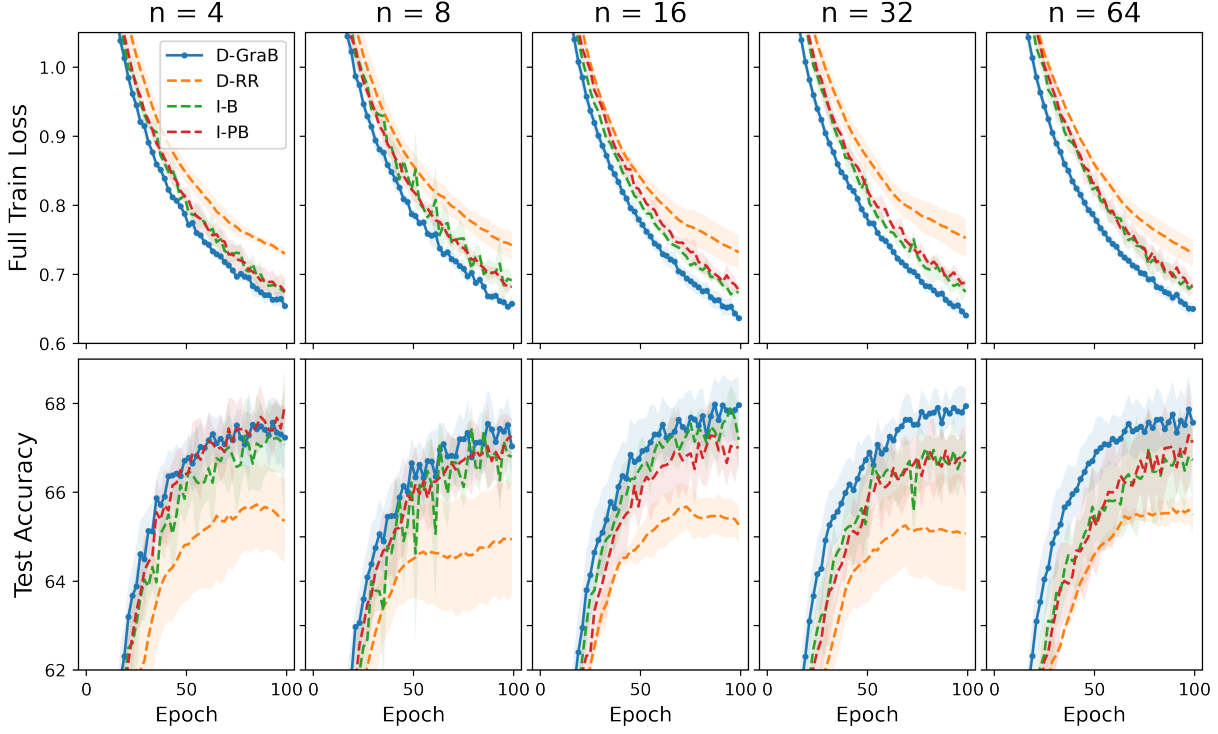 n = 4 n = 8 n = 16 n = 32 n = 64
Full Train Loss
1.0
0.9
0.8
0.7
0.6
D-GraB
D-RR
I-B
I-PB
Test Accuracy
68
66
64
62
0 50 100 0 50 100 0 50 100 0 50 100 0 50 100
Epoch Epoch Epoch Epoch Epoch